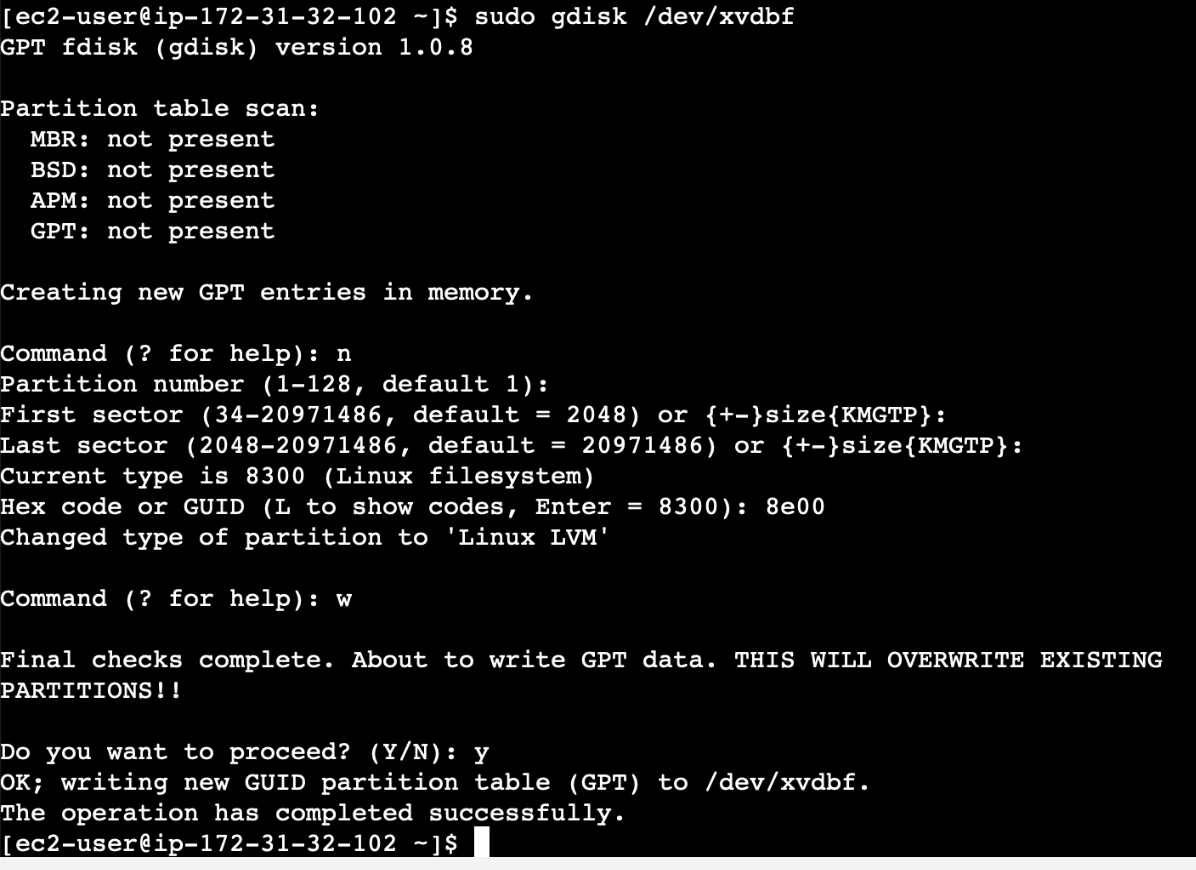 [ec2-user@ip-172-31-32-102 ~]$ sudo gdisk /dev/xvdbf
GPT fdisk (gdisk) version 1.0.8
Partition table scan:
MBR: not present
BSD: not present
APM: not present
GPT: not present
Creating new GPT entries in memory.
Command (? for help): n
Partition number (1-128, default 1):
First sector (34-20971486, default = 2048) or {+-}size{KMGTP}:
Last sector (2048-20971486, default = 20971486) or {+-}size{KMGTP}:
Current type is 8300 (Linux filesystem)
Hex code or GUID (L to show codes, Enter = 8300): 8e00
Changed type of partition to 'Linux LVM'
Command (? for help): w
Final checks complete. About to write GPT data. THIS WILL OVERWRITE EXISTING
PARTITIONS!!
Do you want to proceed? (Y/N): y
OK; writing new GUID partition table (GPT) to /dev/xvdbf.
The operation has completed successfully.
[ec2-user@ip-172-31-32-102 ~]$